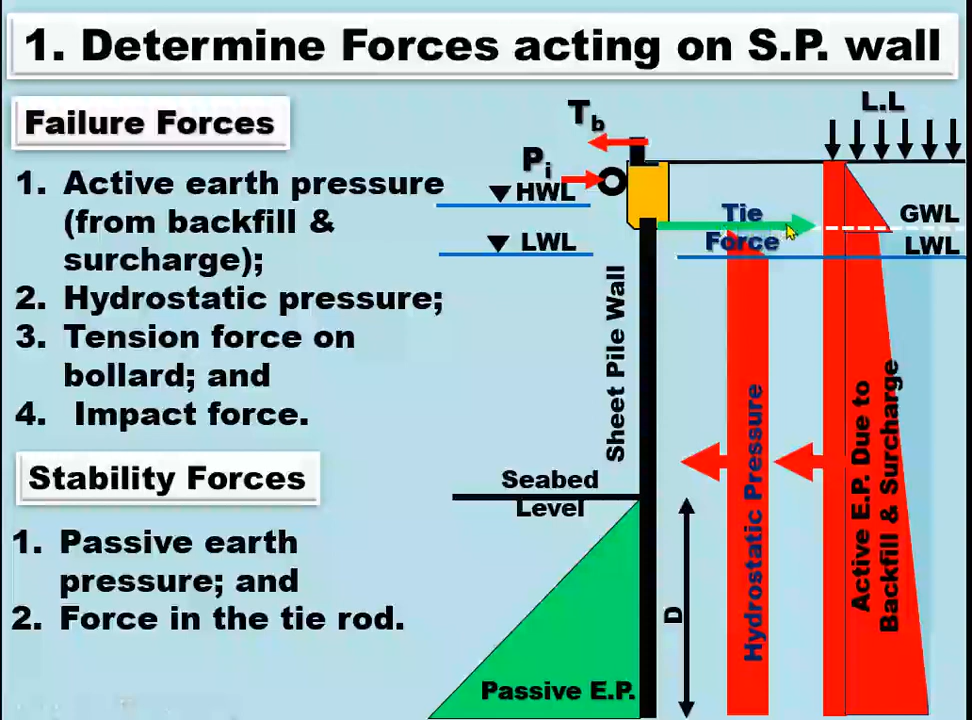 1. Determine Forces acting on S.P. wall
Failure Forces
1. Active earth pressure
(from backfill &
surcharge);
2. Hydrostatic pressure;
3. Tension force on
bollard; and
4. Impact force.
Stability Forces
1. Passive earth
pressure; and
2. Force in the tie rod.
Tb
Pi
HWL
LWL
L.L
Tie
Force
GWL
LWL
Sheet Pile Wall
Seabed
Level
D
Passive E.P.
Hydrostatic Pressure
Active E.P. Due to
Backfill & Surcharge